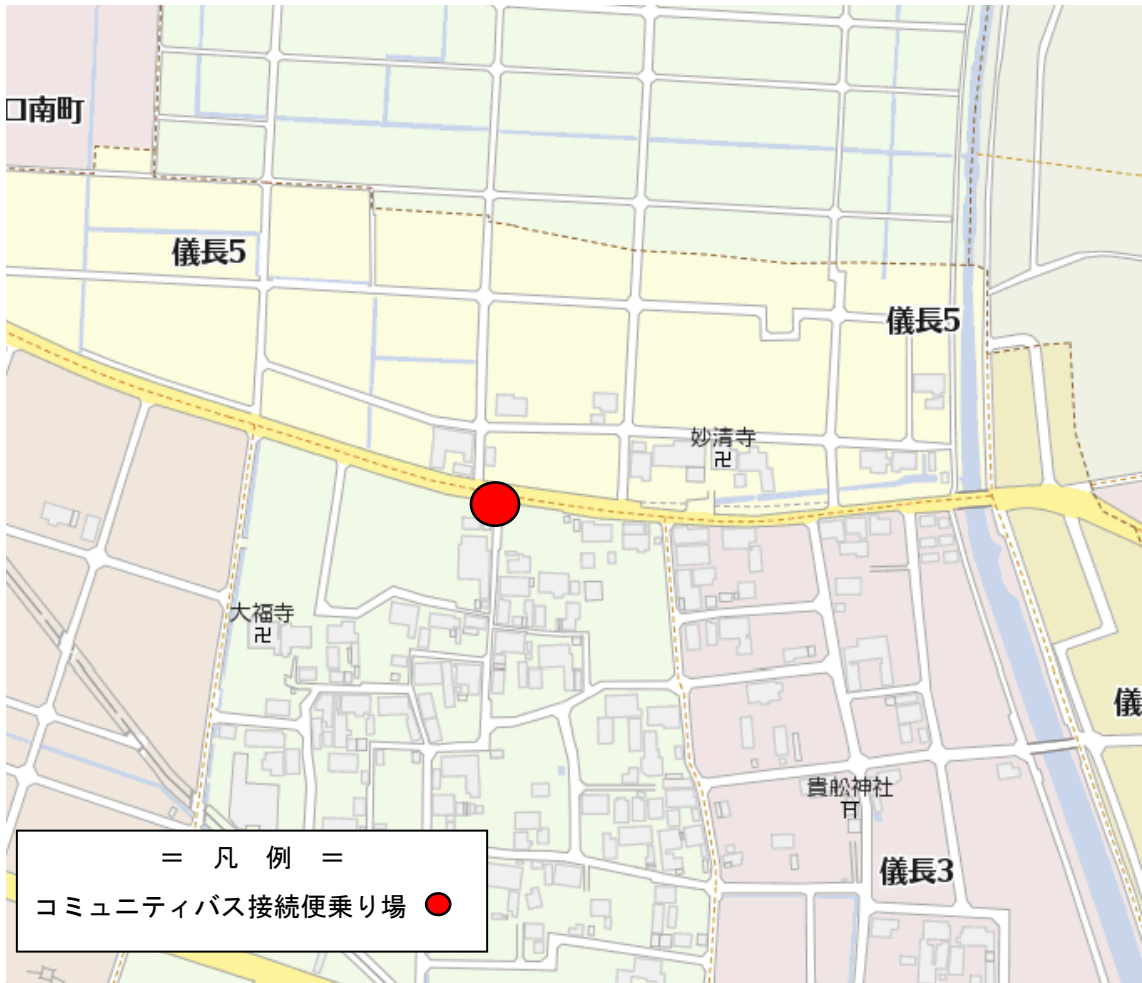 口南町
儀長5
儀長5
妙清寺
大福寺
儀
貴舩神社
儀長3
＝ 凡 例 ＝
コミュニティバス接続便乗り場